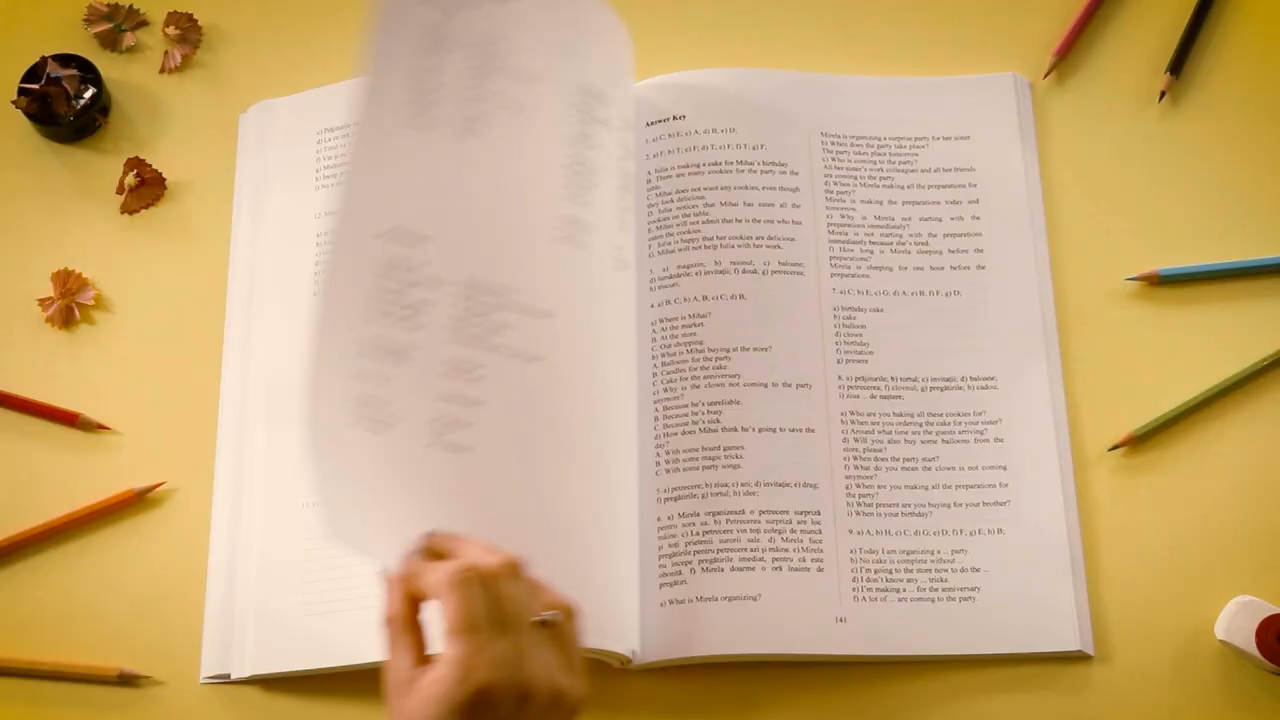 c) Petrece
d) La ce
f) Vin și
12.
Answer Key
1. a) C; b) E; c) A; d) B; e) D;
2. a) F; b) T; c) F; d) T; e) F; f) T; g) F;
A. Iulia is making a cake for Mihai's birthday.
B. There are many cookies for the party on the
table.
C. Mihai does not want any cookies, even though
they look delicious.
D. Iulia notices that Mihai has eaten all the
cookies on the table.
E. Mihai will not admit that he is the one who has
eaten the cookies.
F. Iulia is happy that her cookies are delicious.
G. Mihai will not help Iulia with her work.
3. a) magazin; b) raionul; c) baloane;
d) lumânările; e) invitații; f) două; g) petrecerea;
h) trucuri;
4. a) B, C; b) A, B; c) C; d) B;
a) Where is Mihai?
A. At the market.
B. At the store.
C. Out shopping.
b) What is Mihai buying at the store?
A. Balloons for the party.
B. Candles for the cake.
C. Cake for the anniversary.
c) Why is the clown not coming to the party
anymore?
A. Because he's unreliable.
B. Because he's busy.
C. Because he's sick.
d) How does Mihai think he's going to save the
day?
A. With some board games.
B. With some magic tricks.
C. With some party songs.
5. a) petrecere; b) ziua; c) ani; d) invitație; e) drag;
f) pregătirile; g) tortul; h) idee;
6. a) Mirela organizează o petrecere surpriză
pentru sora sa. b) Petrecerea surpriză are loc
mâine. c) La petrecere vin toți colegii de muncă
și toți prietenii surorii sale. d) Mirela face
pregătirile pentru petrecere azi și mâine. e) Mirela
nu începe pregătirile imediat, pentru că este
obosită. f) Mirela doarme o oră înainte de
pregătiri.
a) What is Mirela organizing?
Mirela is organizing a surprise party for her sister.
b) When does the party take place?
The party takes place tomorrow.
c) Who is coming to the party?
All her sister's work colleagues and all her friends
are coming to the party.
d) When is Mirela making all the preparations for
the party?
Mirela is making the preparations today and
tomorrow.
e) Why is Mirela not starting with the
preparations immediately?
Mirela is not starting with the preparations
immediately because she's tired.
f) How long is Mirela sleeping before the
preparations?
Mirela is sleeping for one hour before the
preparations.
7. a) C; b) E; c) G; d) A; e) B; f) F; g) D;
a) birthday cake
b) cake
c) balloon
d) clown
e) birthday
f) invitation
g) present
8. a) prăjiturile; b) tortul; c) invitații; d) baloane;
e) petrecerea; f) clovnul; g) pregătirile; h) cadou;
i) ziua ... de naștere;
a) Who are you baking all these cookies for?
b) When are you ordering the cake for your sister?
c) Around what time are the guests arriving?
d) Will you also buy some balloons from the
store, please?
e) When does the party start?
f) What do you mean the clown is not coming
anymore?
g) When are you making all the preparations for
the party?
h) What present are you buying for your brother?
i) When is your birthday?
9. a) A; b) H; c) C; d) G; e) D; f) F; g) E; h) B;
a) Today I am organizing a ... party.
b) No cake is complete without ...
c) I'm going to the store now to do the ...
d) I don't know any ... tricks.
e) I'm making a ... for the anniversary.
f) A lot of ... are coming to the party.
141